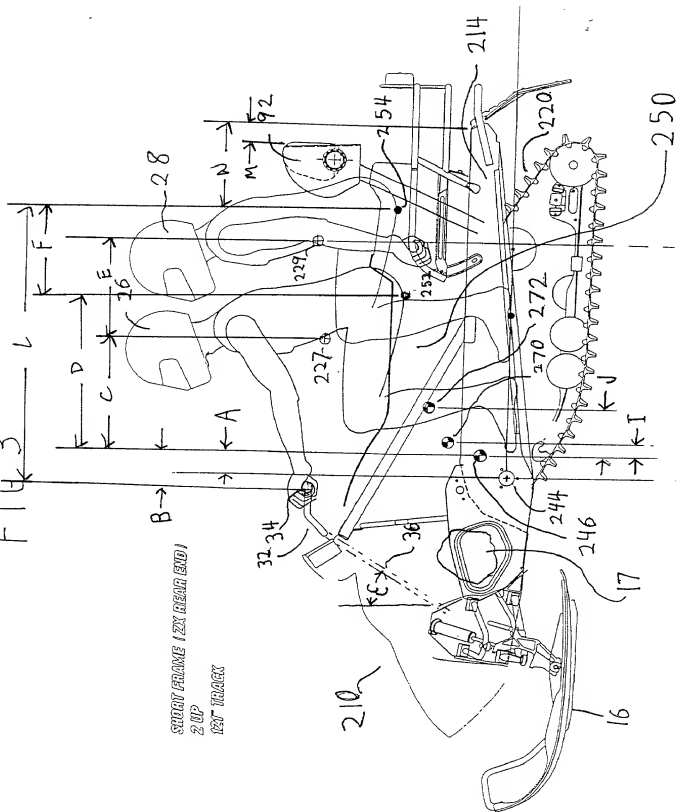 FIG 3
SHORT FRAME (ZX REAR END)
2 UP
121" TRACK
L
F
E
D
C
A
B
N
M
92
28
26
254
214
220
250
229
252
227
272
270
J
I
244
246
32
34
36
ε
17
210
16